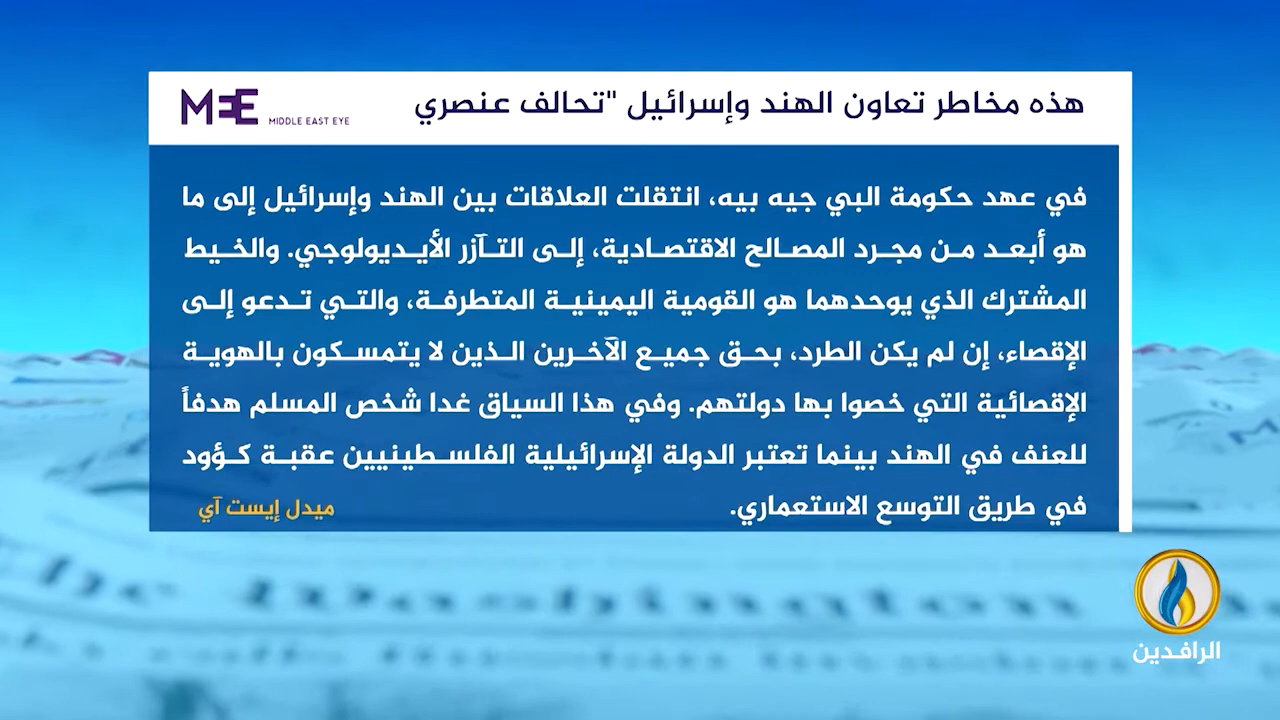 هذه مخاطر تعاون الهند وإسرائيل "تحالف عنصري
MEE MIDDLE EAST EYE
في عهد حكومة البي جيه بيه، انتقلت العلاقات بين الهند وإسرائيل إلى ما
هو أبعد من مجرد المصالح الاقتصادية، إلى التآزر الأيديولوجي. والخيط
المشترك الذي يوحدهما هو القومية اليمينية المتطرفة، والتي تدعو إلى
الإقصاء، إن لم يكن الطرد، بحق جميع الآخرين الذين لا يتمسكون بالهوية
الإقصائية التي خصوا بها دولتهم. وفي هذا السياق غدا شخص المسلم هدفاً
للعنف في الهند بينما تعتبر الدولة الإسرائيلية الفلسطينيين عقبة كؤود
في طريق التوسع الاستعماري.
ميدل إيست آي
الرافدين